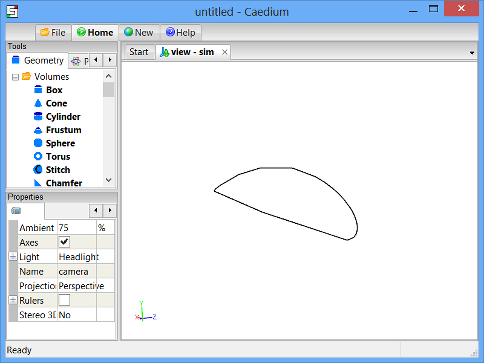 untitled - Caedium
File
Home
New
Help
Tools
Geometry
Volumes
Box
Cone
Cylinder
Frustum
Sphere
Torus
Stitch
Chamfer
Properties
Ambient 75 %
Axes
Light Headlight
Name camera
Projection Perspective
Rulers
Stereo 3D No
Start
view - sim
Y
X
Z
Ready